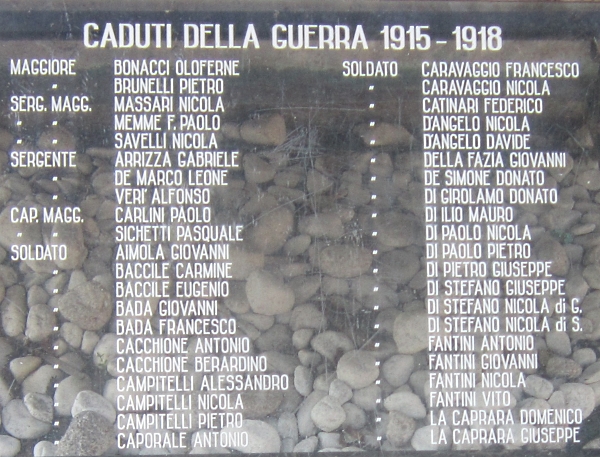 CADUTI DELLA GUERRA 1915-1918
MAGGIORE BONACCI OLOFERNE
" BRUNELLI PIETRO
SERG. MAGG. MASSARI NICOLA
" " MEMME F. PAOLO
" " SAVELLI NICOLA
SERGENTE ARRIZZA GABRIELE
" DE MARCO LEONE
" VERI' ALFONSO
CAP. MAGG. CARLINI PAOLO
" " SICHETTI PASQUALE
SOLDATO AIMOLA GIOVANNI
" BACCILE CARMINE
" BACCILE EUGENIO
" BADA GIOVANNI
" BADA FRANCESCO
" CACCHIONE ANTONIO
" CACCHIONE BERARDINO
" CAMPITELLI ALESSANDRO
" CAMPITELLI NICOLA
" CAMPITELLI PIETRO
" CAPORALE ANTONIO
SOLDATO CARAVAGGIO FRANCESCO
" CARAVAGGIO NICOLA
" CATINARI FEDERICO
" D'ANGELO NICOLA
" D'ANGELO DAVIDE
" DELLA FAZIA GIOVANNI
" DE SIMONE DONATO
" DI GIROLAMO DONATO
" DI ILIO MAURO
" DI PAOLO NICOLA
" DI PAOLO PIETRO
" DI PIETRO GIUSEPPE
" DI STEFANO GIUSEPPE
" DI STEFANO NICOLA di G.
" DI STEFANO NICOLA di S.
" FANTINI ANTONIO
" FANTINI GIOVANNI
" FANTINI NICOLA
" FANTINI VITO
" LA CAPRARA DOMENICO
" LA CAPRARA GIUSEPPE